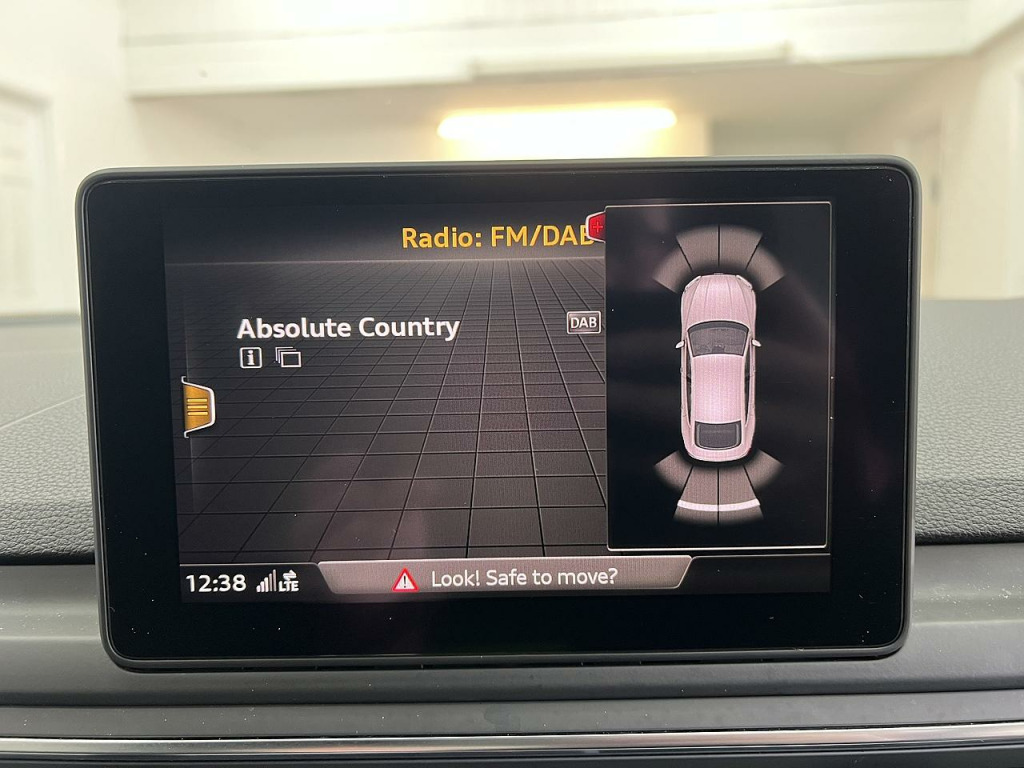 Radio: FM/DAB
Absolute Country
DAB
12:38
LTE
Look! Safe to move?